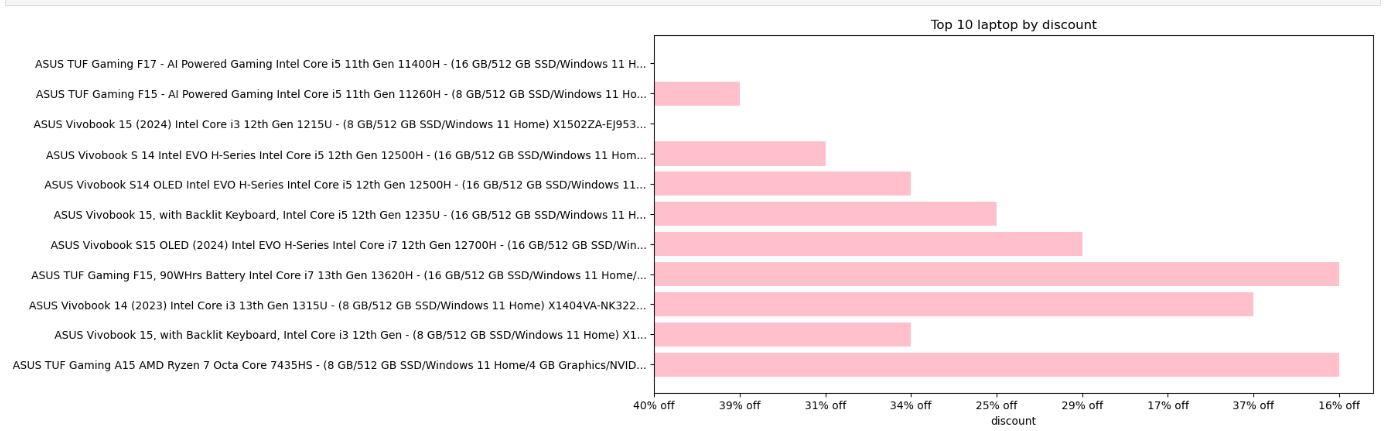 Top 10 laptop by discount
ASUS TUF Gaming F17 - AI Powered Gaming Intel Core i5 11th Gen 11400H - (16 GB/512 GB SSD/Windows 11 H...
ASUS TUF Gaming F15 - AI Powered Gaming Intel Core i5 11th Gen 11260H - (8 GB/512 GB SSD/Windows 11 Ho...
ASUS Vivobook 15 (2024) Intel Core i3 12th Gen 1215U - (8 GB/512 GB SSD/Windows 11 Home) X1502ZA-EJ953...
ASUS Vivobook S 14 Intel EVO H-Series Intel Core i5 12th Gen 12500H - (16 GB/512 GB SSD/Windows 11 Hom...
ASUS Vivobook S14 OLED Intel EVO H-Series Intel Core i5 12th Gen 12500H - (16 GB/512 GB SSD/Windows 11...
ASUS Vivobook 15, with Backlit Keyboard, Intel Core i5 12th Gen 1235U - (16 GB/512 GB SSD/Windows 11 H...
ASUS Vivobook S15 OLED (2024) Intel EVO H-Series Intel Core i7 12th Gen 12700H - (16 GB/512 GB SSD/Win...
ASUS TUF Gaming F15, 90WHrs Battery Intel Core i7 13th Gen 13620H - (16 GB/512 GB SSD/Windows 11 Home/...
ASUS Vivobook 14 (2023) Intel Core i3 13th Gen 1315U - (8 GB/512 GB SSD/Windows 11 Home) X1404VA-NK322...
ASUS Vivobook 15, with Backlit Keyboard, Intel Core i3 12th Gen - (8 GB/512 GB SSD/Windows 11 Home) X1...
ASUS TUF Gaming A15 AMD Ryzen 7 Octa Core 7435HS - (8 GB/512 GB SSD/Windows 11 Home/4 GB Graphics/NVID...
40% off 39% off 31% off 34% off 25% off 29% off 17% off 37% off 16% off
discount